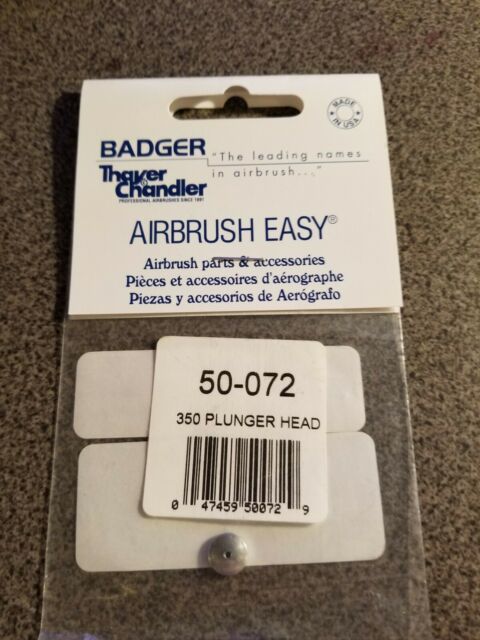 MADE
IN USA
BADGER
"The leading names
in airbrush..."
Thayer &
Chandler
PROFESSIONAL AIRBRUSHES SINCE 1891
AIRBRUSH EASY®
Airbrush parts & accessories
Pièces et accessoires d'aérographe
Piezas y accesorios de Aerógrafo
50-072
350 PLUNGER HEAD
0 47459 50072 9